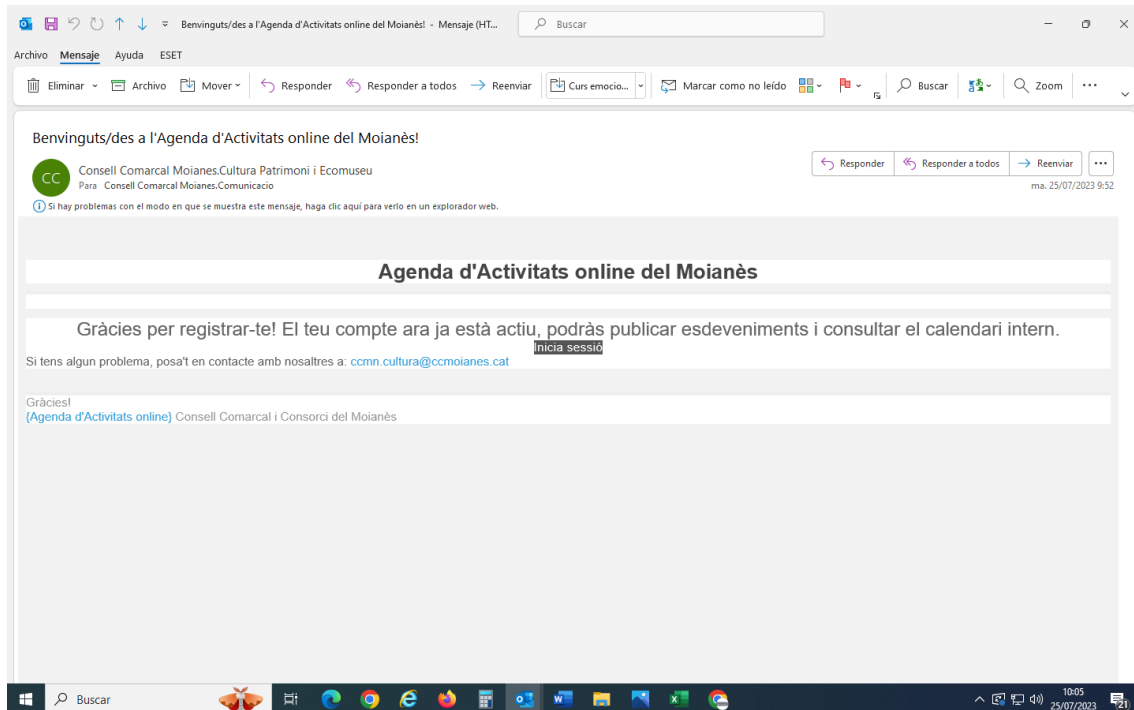 Benvinguts/des a l'Agenda d'Activitats online del Moianès! - Mensaje (HT...
Buscar
Archivo Mensaje Ayuda ESET
Eliminar Archivo Mover Responder Responder a todos Reenviar Curs emocio... Marcar como no leído Buscar Zoom ...
Benvinguts/des a l'Agenda d'Activitats online del Moianès!
CC
Consell Comarcal Moianes.Cultura Patrimoni i Ecomuseu
Para Consell Comarcal Moianes.Comunicacio
Responder Responder a todos Reenviar ...
ma. 25/07/2023 9:52
Si hay problemas con el modo en que se muestra este mensaje, haga clic aquí para verlo en un explorador web.
Agenda d'Activitats online del Moianès
Gràcies per registrar-te! El teu compte ara ja està actiu, podràs publicar esdeveniments i consultar el calendari intern.
Inicia sessió
Si tens algun problema, posa't en contacte amb nosaltres a: ccmn.cultura@ccmoianes.cat
Gràcies!
{Agenda d'Activitats online} Consell Comarcal i Consorci del Moianès
Buscar
10:05
25/07/2023
21